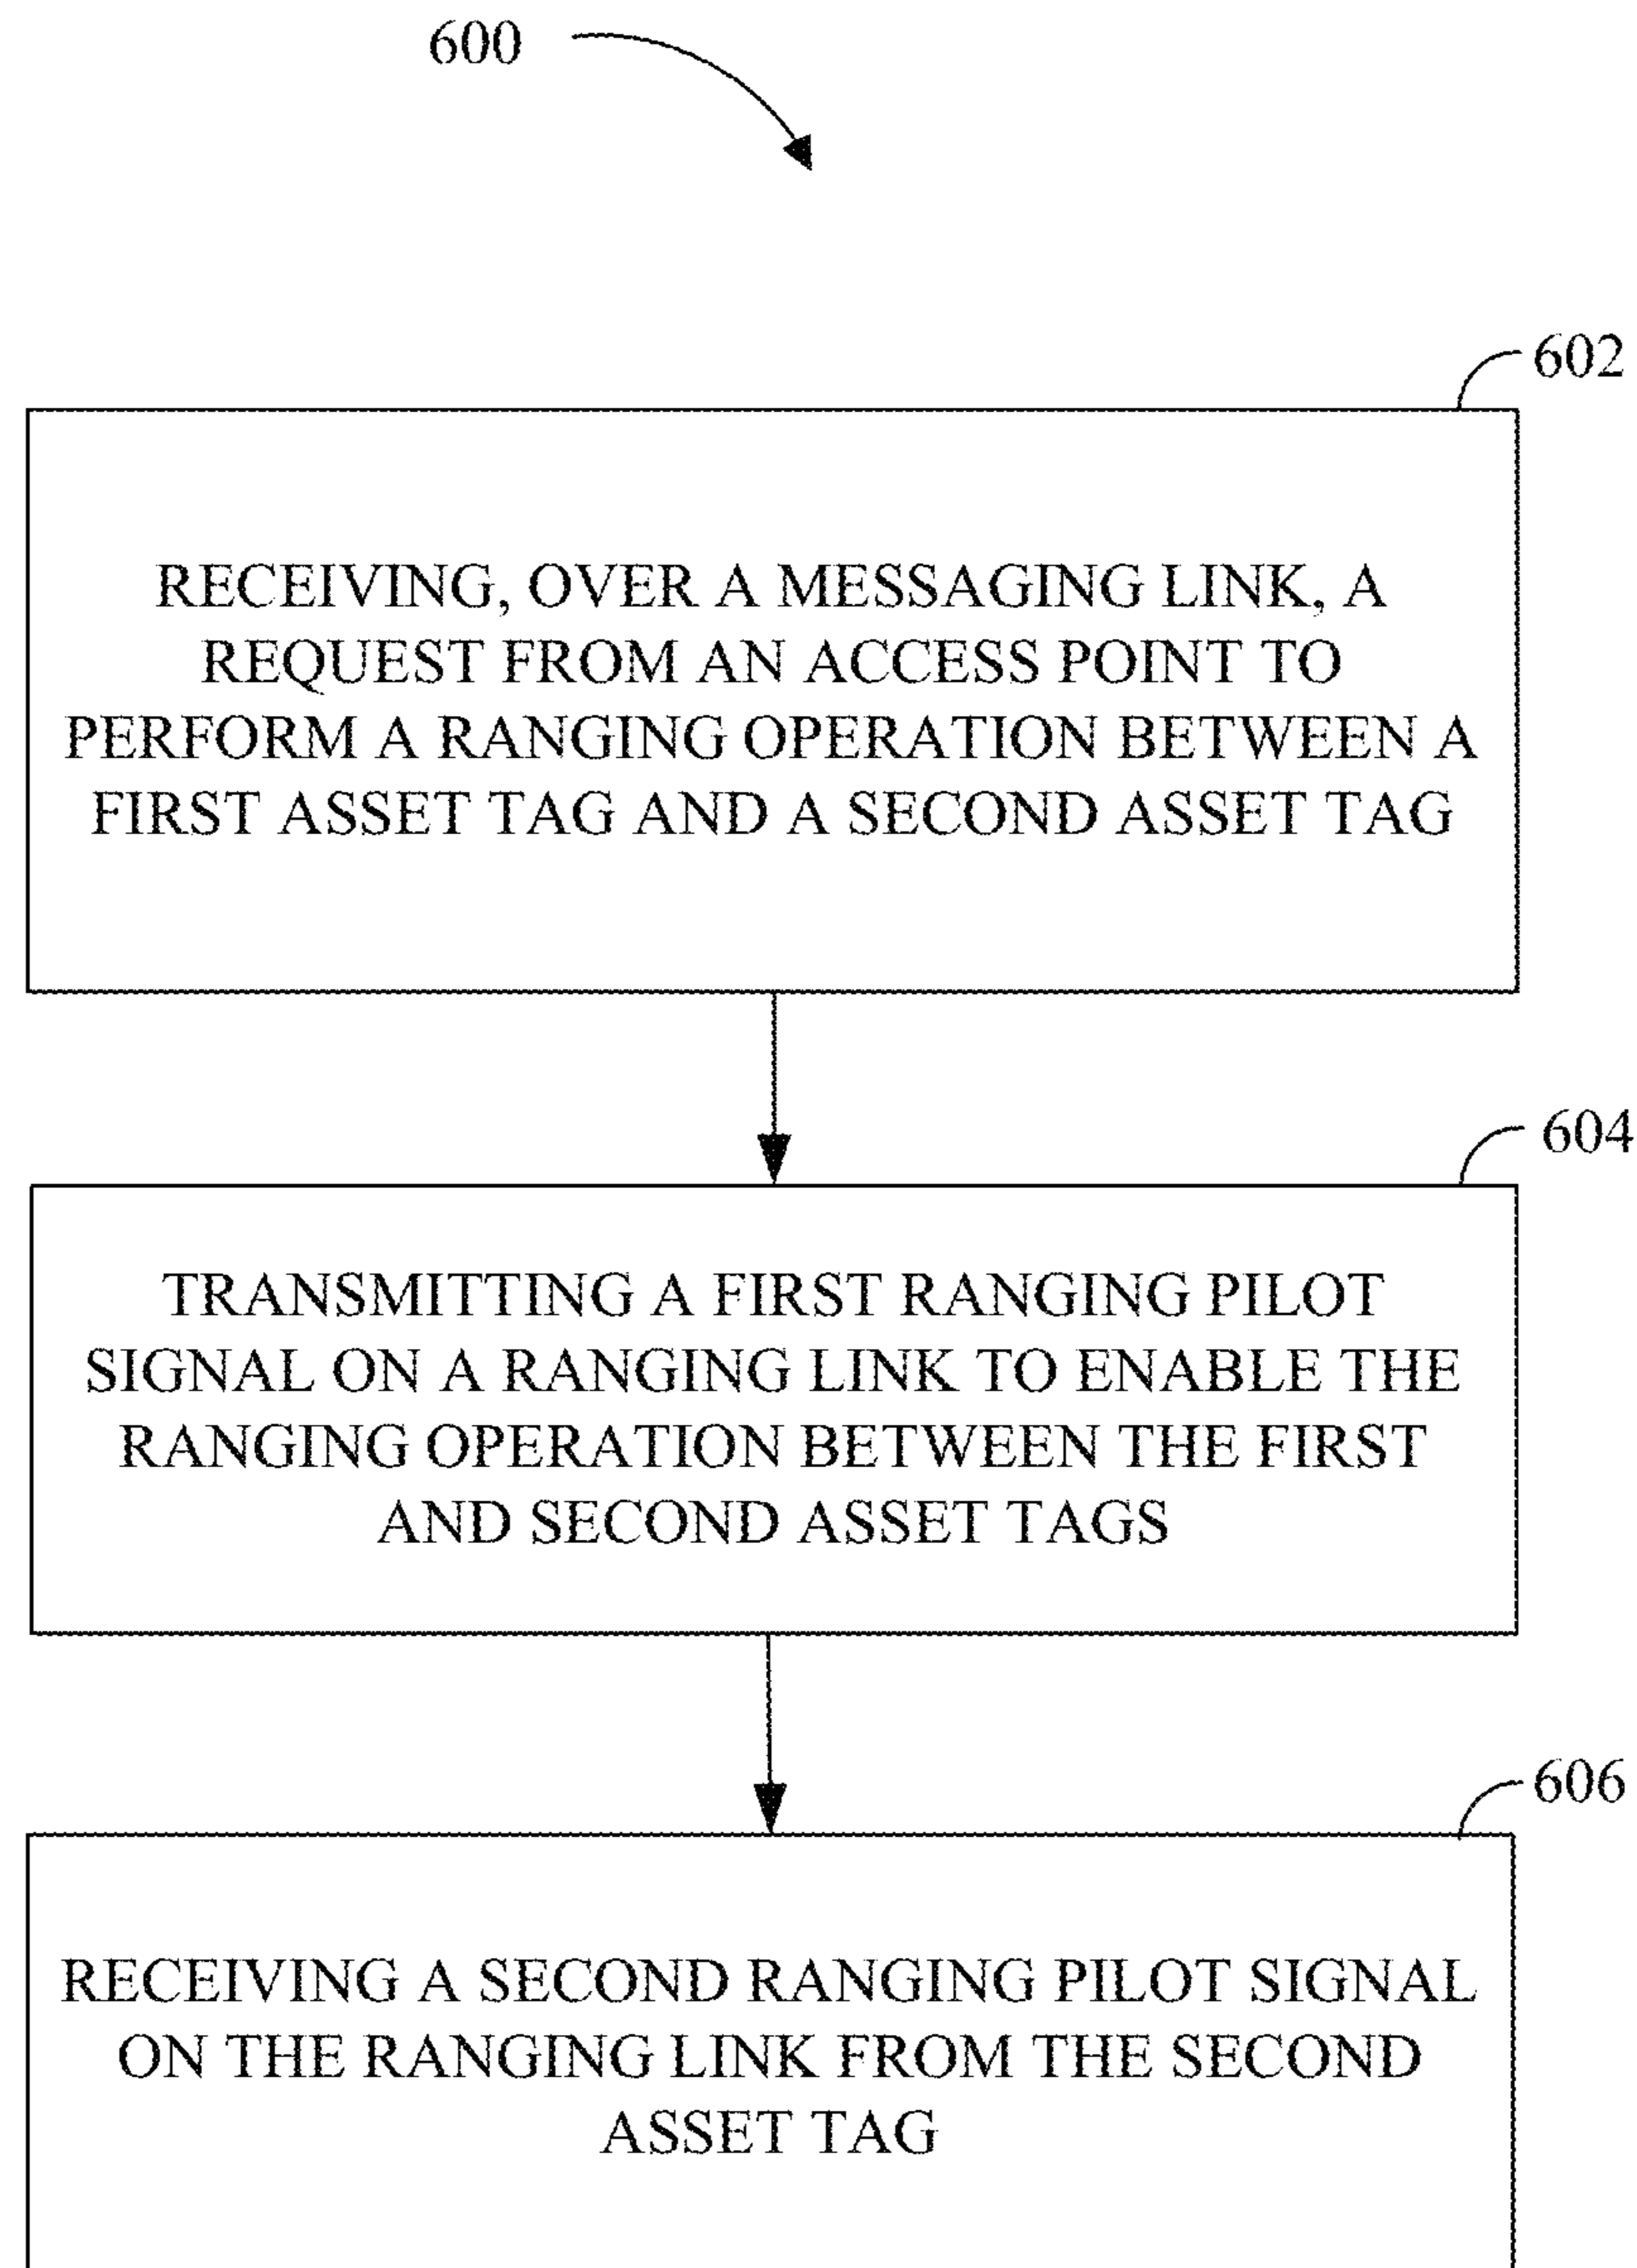 600
602
RECEIVING, OVER A MESSAGING LINK, A
REQUEST FROM AN ACCESS POINT TO
PERFORM A RANGING OPERATION BETWEEN A
FIRST ASSET TAG AND A SECOND ASSET TAG
604
TRANSMITTING A FIRST RANGING PILOT
SIGNAL ON A RANGING LINK TO ENABLE THE
RANGING OPERATION BETWEEN THE FIRST
AND SECOND ASSET TAGS
606
RECEIVING A SECOND RANGING PILOT SIGNAL
ON THE RANGING LINK FROM THE SECOND
ASSET TAG